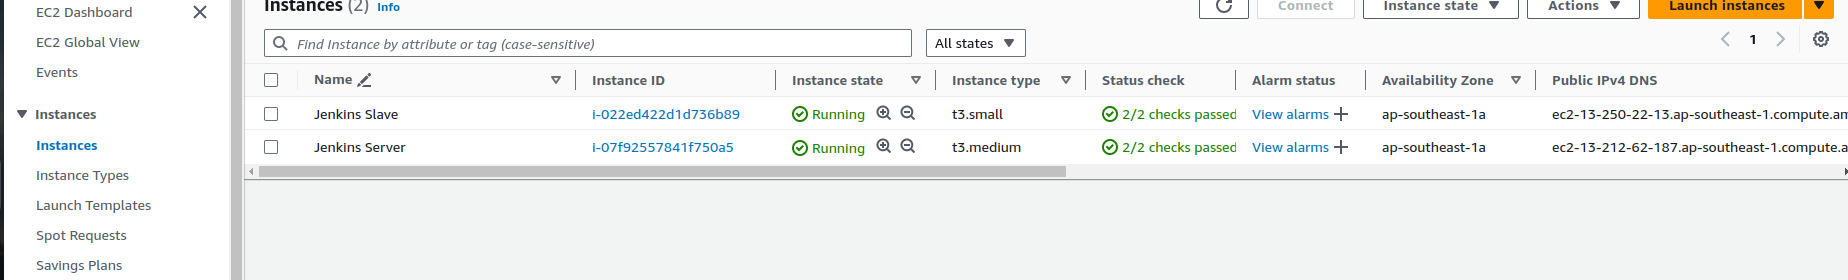 EC2 Dashboard
EC2 Global View
Events
Instances
Instances
Instance Types
Launch Templates
Spot Requests
Savings Plans
Instances (2) Info
Connect Instance state Actions Launch instances
Find Instance by attribute or tag (case-sensitive) All states 1
Name Instance ID Instance state Instance type Status check Alarm status Availability Zone Public IPv4 DNS
Jenkins Slave i-022ed422d1d736b89 Running t3.small 2/2 checks passed View alarms ap-southeast-1a ec2-13-250-22-13.ap-southeast-1.compute.am
Jenkins Server i-07f92557841f750a5 Running t3.medium 2/2 checks passed View alarms ap-southeast-1a ec2-13-212-62-187.ap-southeast-1.compute.a